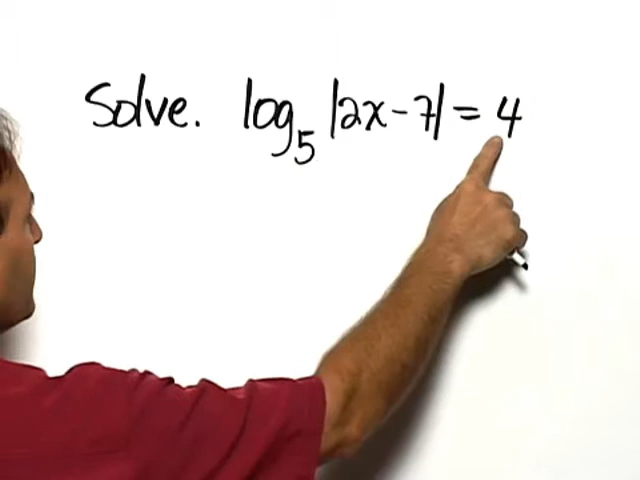 Solve. log₅ |2x - 7| = 4